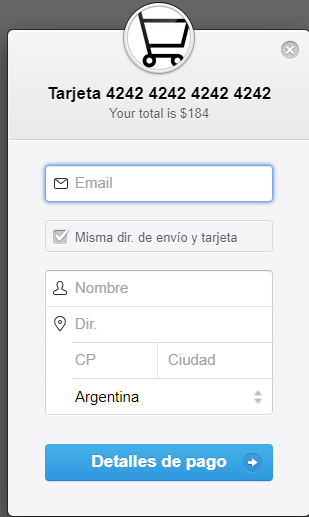 Tarjeta 4242 4242 4242 4242
Your total is $184
Email
Misma dir. de envío y tarjeta
Nombre
Dir.
CP Ciudad
Argentina
Detalles de pago